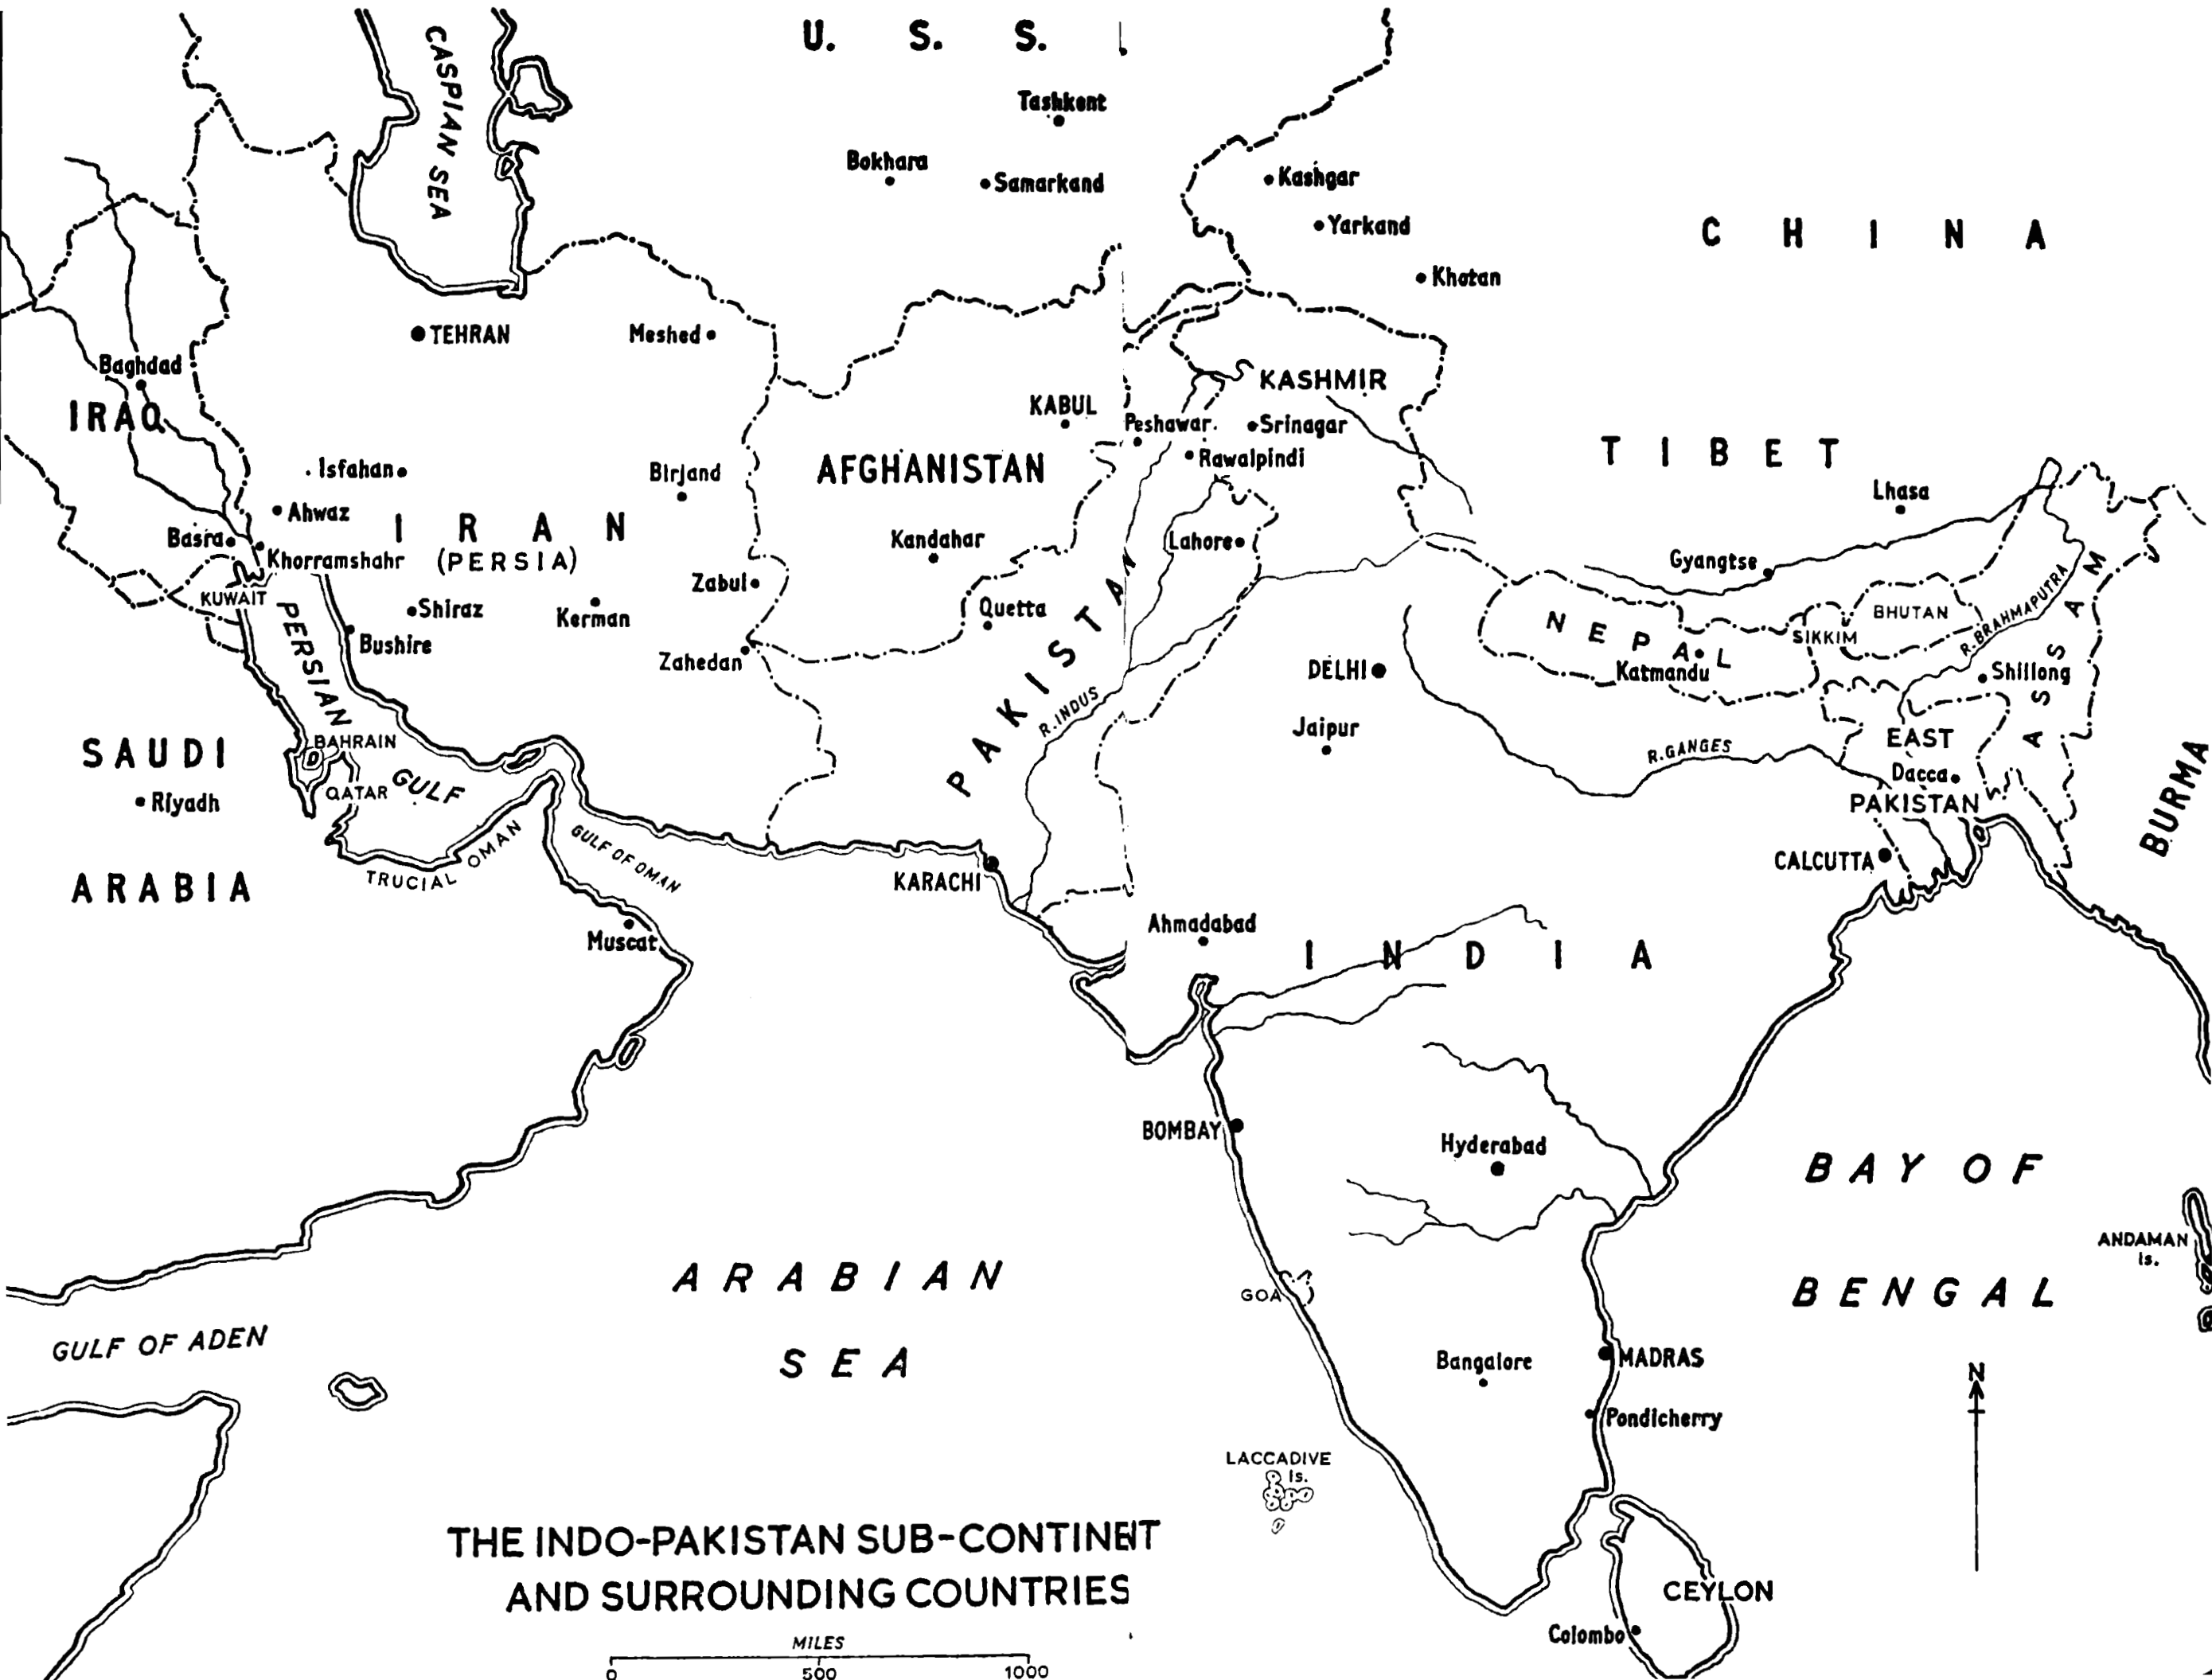 U. S. S.
CASPIAN SEA
Tashkent
Bokhara
Samarkand
Kashgar
Yarkand
Khotan
CHINA
TEHRAN
Meshed
Baghdad
IRAQ
KABUL
KASHMIR
Peshawar
Srinagar
Rawalpindi
TIBET
Lhasa
Isfahan
Birjand
AFGHANISTAN
Ahwaz
IRAN
(PERSIA)
Basra
Khorramshahr
Kandahar
Lahore
Gyangtse
KUWAIT
PERSIAN
GULF
Shiraz
Kerman
Zabul
Quetta
Bushire
Zahedan
PAKISTAN
R. INDUS
DELHI
Jaipur
NEPAL
Katmandu
SIKKIM
BHUTAN
R. BRAHMAPUTRA
ASSAM
Shillong
R. GANGES
EAST
Dacca
PAKISTAN
BURMA
SAUDI
Riyadh
ARABIA
BAHRAIN
QATAR
TRUCIAL OMAN
GULF OF OMAN
Muscat
KARACHI
CALCUTTA
Ahmadabad
INDIA
BOMBAY
Hyderabad
BAY OF
BENGAL
ANDAMAN
Is.
ARABIAN
SEA
GOA
GULF OF ADEN
Bangalore
MADRAS
Pondicherry
N
LACCADIVE
Is.
CEYLON
Colombo
THE INDO-PAKISTAN SUB-CONTINENT
AND SURROUNDING COUNTRIES
MILES
0 500 1000